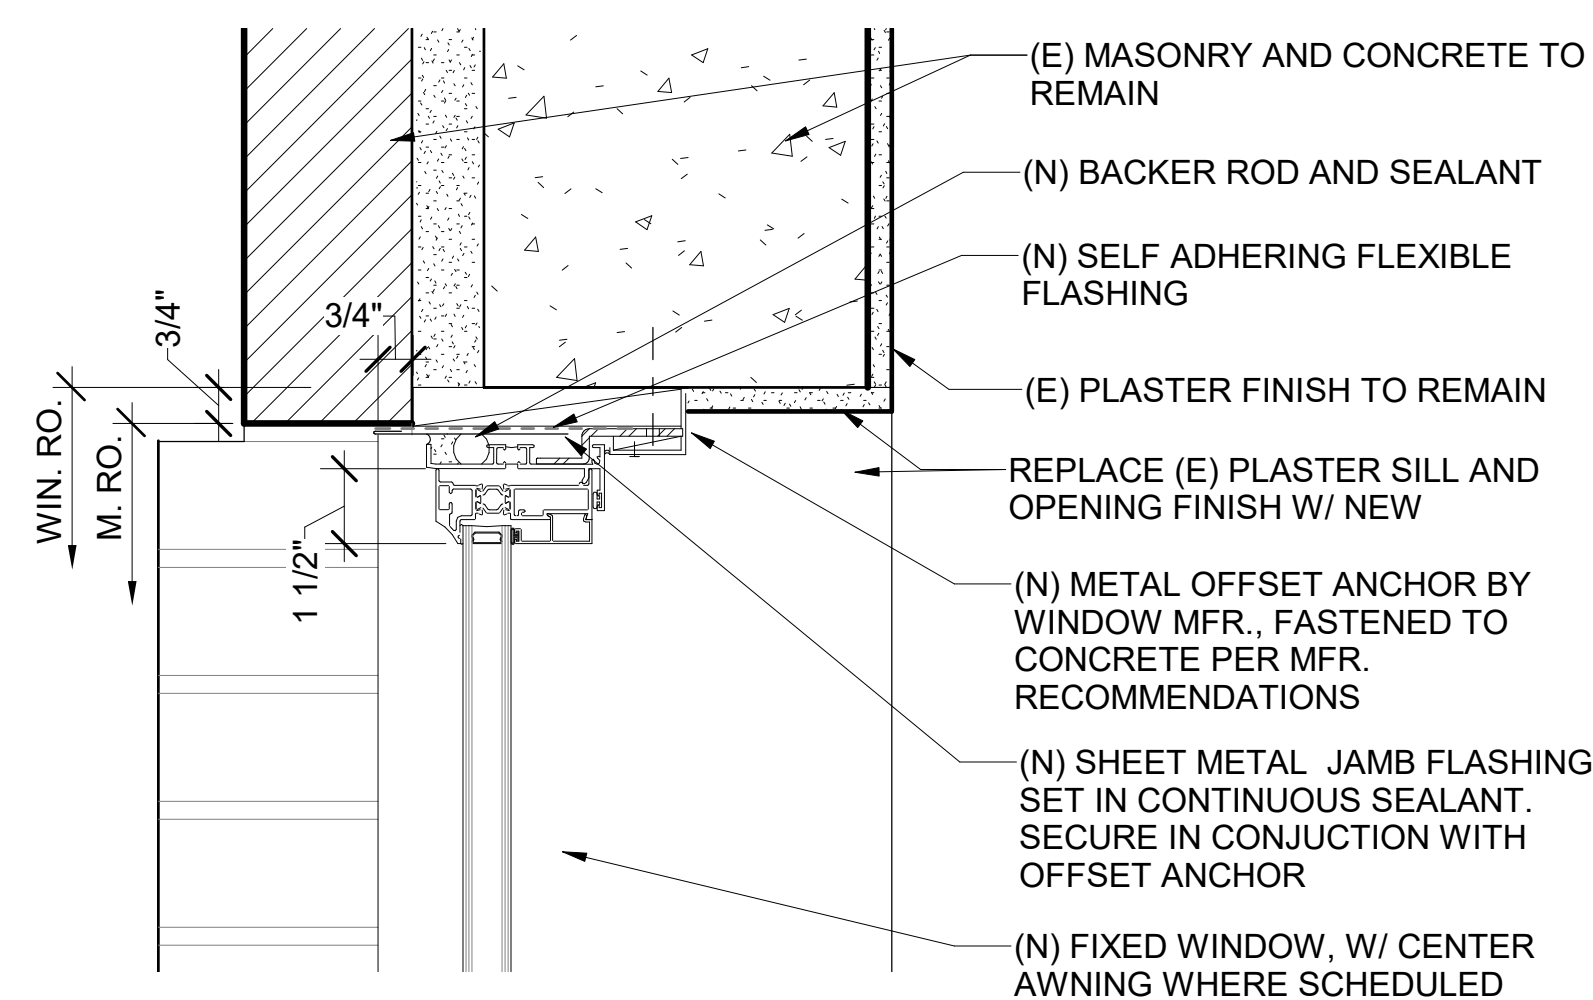 (E) MASONRY AND CONCRETE TO
REMAIN
(N) BACKER ROD AND SEALANT
(N) SELF ADHERING FLEXIBLE
FLASHING
3/4"
3/4"
(E) PLASTER FINISH TO REMAIN
WIN. RO.
M. RO.
1 1/2"
REPLACE (E) PLASTER SILL AND
OPENING FINISH W/ NEW
(N) METAL OFFSET ANCHOR BY
WINDOW MFR., FASTENED TO
CONCRETE PER MFR.
RECOMMENDATIONS
(N) SHEET METAL JAMB FLASHING
SET IN CONTINUOUS SEALANT.
SECURE IN CONJUCTION WITH
OFFSET ANCHOR
(N) FIXED WINDOW, W/ CENTER
AWNING WHERE SCHEDULED